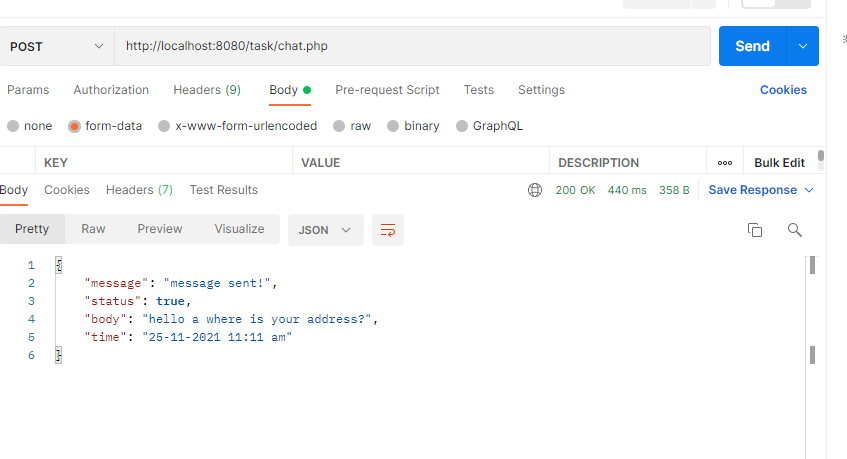 POST http://localhost:8080/task/chat.php Send
Params Authorization Headers (9) Body Pre-request Script Tests Settings Cookies
none form-data x-www-form-urlencoded raw binary GraphQL
KEY VALUE DESCRIPTION ooo Bulk Edit
Body Cookies Headers (7) Test Results 200 OK 440 ms 358 B Save Response
Pretty Raw Preview Visualize JSON
1 {
2 "message": "message sent!",
3 "status": true,
4 "body": "hello a where is your address?",
5 "time": "25-11-2021 11:11 am"
6 }